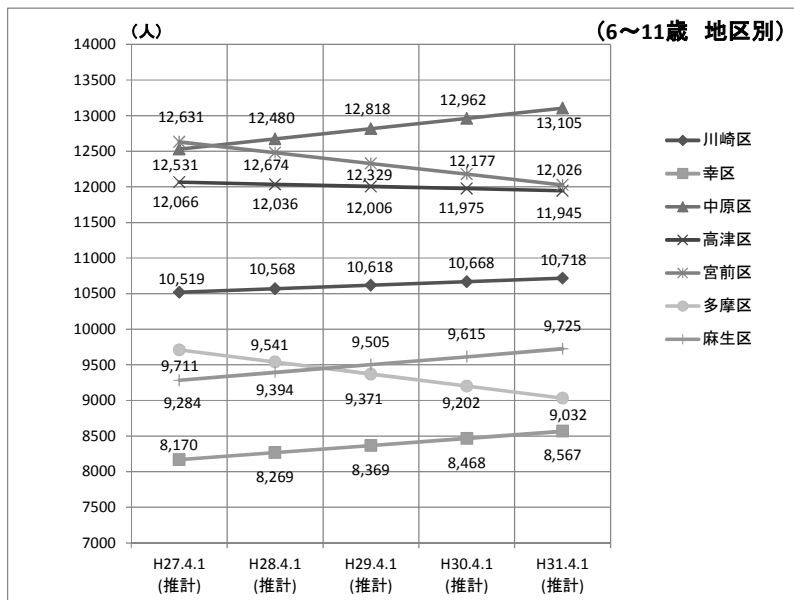 (人)
(6～11歳 地区別)
14000
13500
13000
12500
12000
11500
11000
10500
10000
9500
9000
8500
8000
7500
7000
12,631
12,480
12,818
12,962
13,105
12,531
12,674
12,329
12,177
12,026
12,066
12,036
12,006
11,975
11,945
10,519
10,568
10,618
10,668
10,718
9,711
9,541
9,505
9,615
9,725
9,284
9,394
9,371
9,202
9,032
8,170
8,269
8,369
8,468
8,567
H27.4.1
(推計)
H28.4.1
(推計)
H29.4.1
(推計)
H30.4.1
(推計)
H31.4.1
(推計)
川崎区
幸区
中原区
高津区
宮前区
多摩区
麻生区